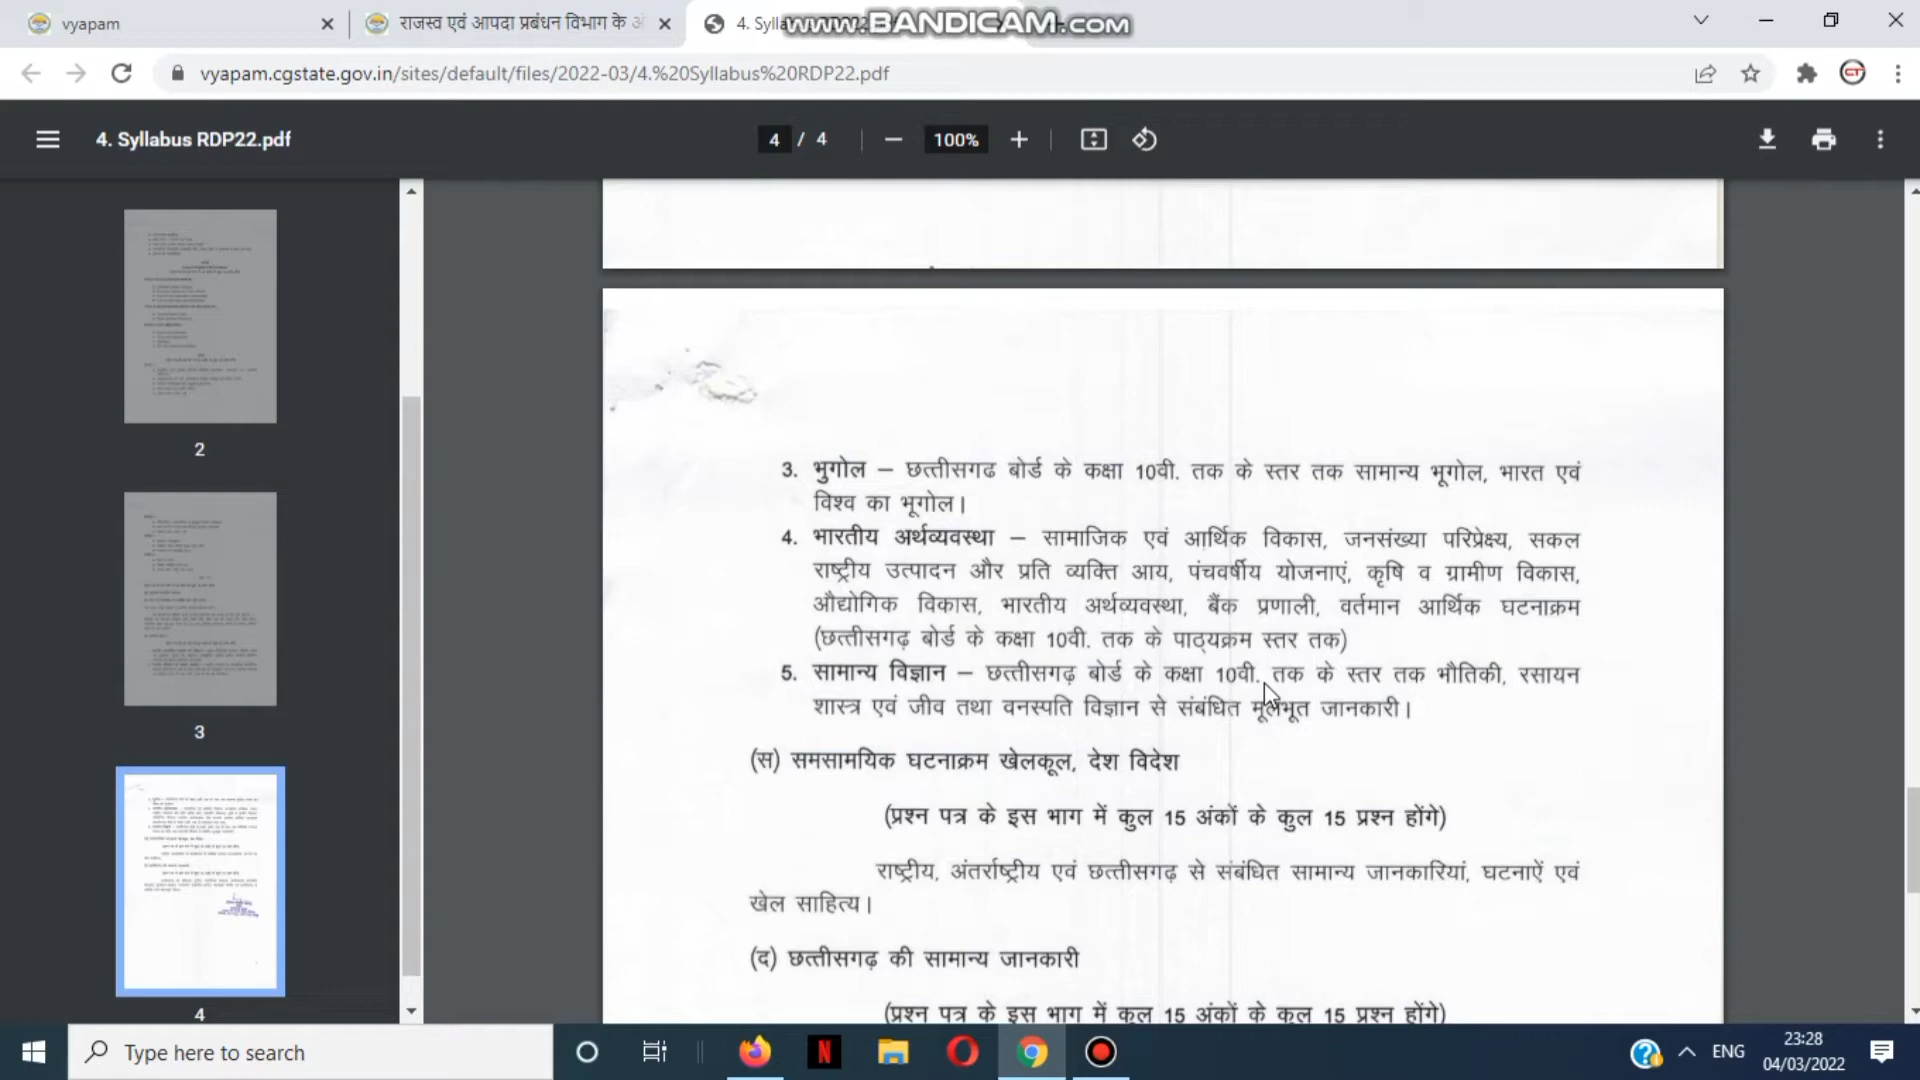 vyapam
राजस्व एवं आपदा प्रबंधन विभाग के
4. Sylla
www.BANDICAM.com
vyapam.cgstate.gov.in/sites/default/files/2022-03/4.%20Syllabus%20RDP22.pdf
4. Syllabus RDP22.pdf
4 / 4
100%
2
3
4
3. भुगोल – छत्तीसगढ बोर्ड के कक्षा 10वी. तक के स्तर तक सामान्य भूगोल, भारत एवं
विश्व का भूगोल।
4. भारतीय अर्थव्यवस्था – सामाजिक एवं आर्थिक विकास, जनसंख्या परिप्रेक्ष्य, सकल
राष्ट्रीय उत्पादन और प्रति व्यक्ति आय, पंचवर्षीय योजनाएं, कृषि व ग्रामीण विकास,
औद्योगिक विकास, भारतीय अर्थव्यवस्था, बैंक प्रणाली, वर्तमान आर्थिक घटनाक्रम
(छत्तीसगढ़ बोर्ड के कक्षा 10वी. तक के पाठ्यक्रम स्तर तक)
5. सामान्य विज्ञान – छत्तीसगढ़ बोर्ड के कक्षा 10वी. तक के स्तर तक भौतिकी, रसायन
शास्त्र एवं जीव तथा वनस्पति विज्ञान से संबंधित मूलभूत जानकारी।
(स) समसामयिक घटनाक्रम खेलकूल, देश विदेश
(प्रश्न पत्र के इस भाग में कुल 15 अंकों के कुल 15 प्रश्न होंगे)
राष्ट्रीय, अंतर्राष्ट्रीय एवं छत्तीसगढ़ से संबंधित सामान्य जानकारियां, घटनाऐं एवं
खेल साहित्य।
(द) छत्तीसगढ़ की सामान्य जानकारी
(प्रश्न पत्र के इस भाग में कुल 15 अंकों के कुल 15 प्रश्न होंगे)
Type here to search
N
ENG
23:28
04/03/2022